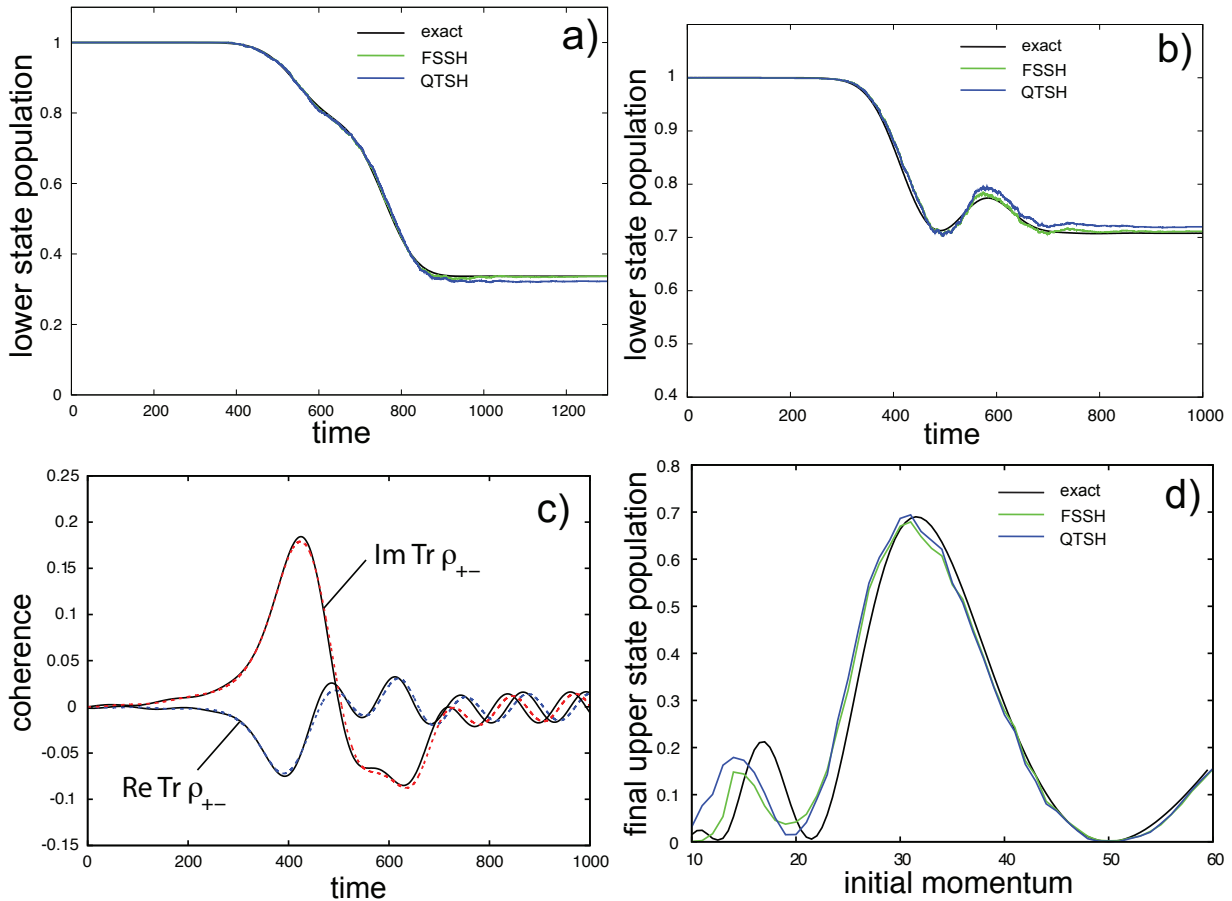 a)
exact
FSSH
QTSH
1
0.8
0.6
0.4
0.2
0
0 200 400 600 800 1000 1200
lower state population
time
b)
exact
FSSH
QTSH
1
0.9
0.8
0.7
0.6
0.5
0.4
0 200 400 600 800 1000
lower state population
time
c)
0.25
0.2
0.15
0.1
0.05
0
-0.05
-0.1
-0.15
Im Tr ρ+−
Re Tr ρ+−
0 200 400 600 800 1000
coherence
time
d)
exact
FSSH
QTSH
0.8
0.7
0.6
0.5
0.4
0.3
0.2
0.1
0
10 20 30 40 50 60
final upper state population
initial momentum